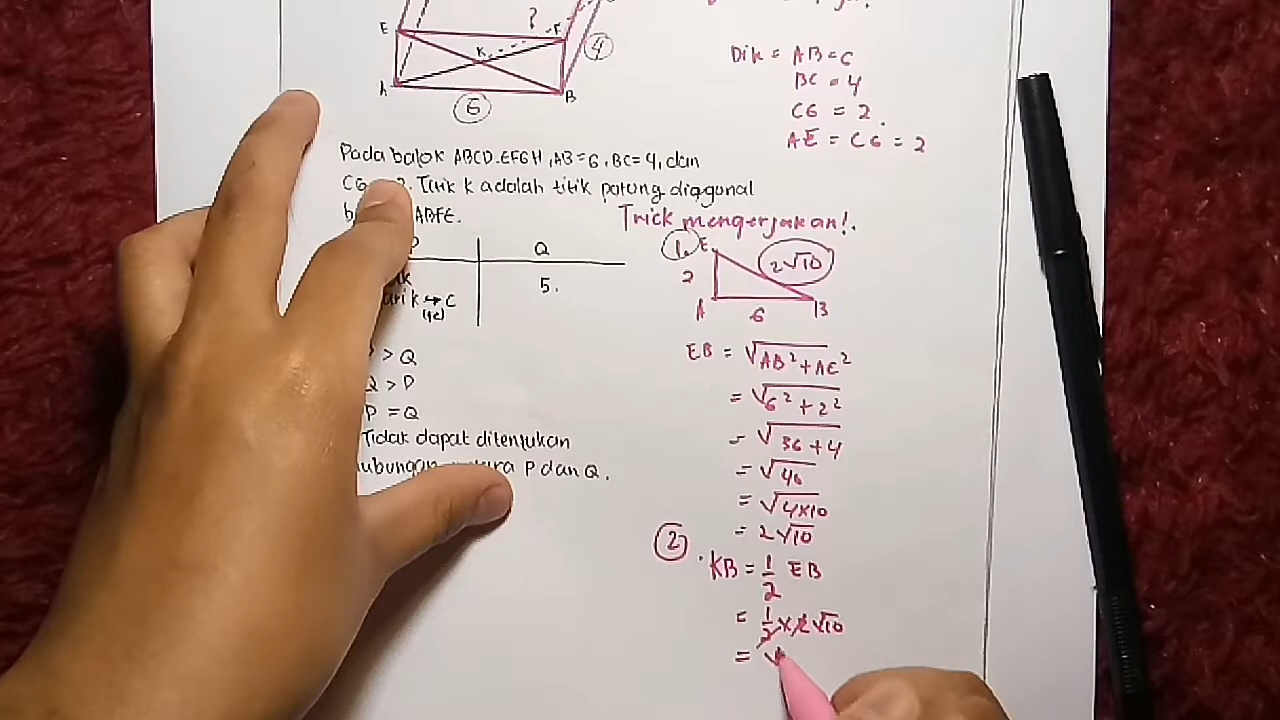 E
?
F
K
4
A
B
6
Dik = AB = 6
BC = 4
CG = 2.
AE = CG = 2
Pada balok ABCD.EFGH, AB = 6, BC = 4, dan
Titik K adalah titik potong diagonal
ABFE.
Trick mengerjakan!.
Q
K ↔ C
5.
> Q
Q > P
P = Q
Tidak dapat ditentukan
P dan Q.
1. E
2√10
2
A
6
B
EB = √AB² + AE²
= √6² + 2²
= √36 + 4
= √40
= √4x10
= 2√10
2
. KB = 1/2 EB
= 1/2 x 2√10
= √